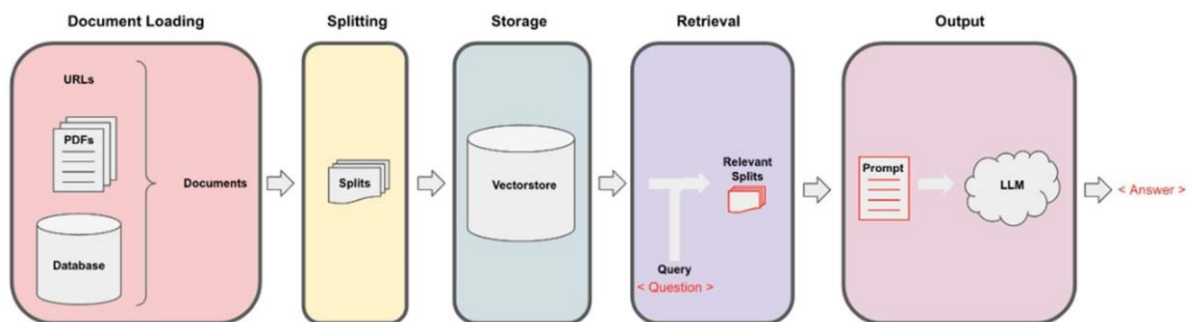 Document Loading
Splitting
Storage
Retrieval
Output
URLs
PDFs
Documents
Database
Splits
Vectorstore
Relevant
Splits
Query
< Question >
Prompt
LLM
< Answer >